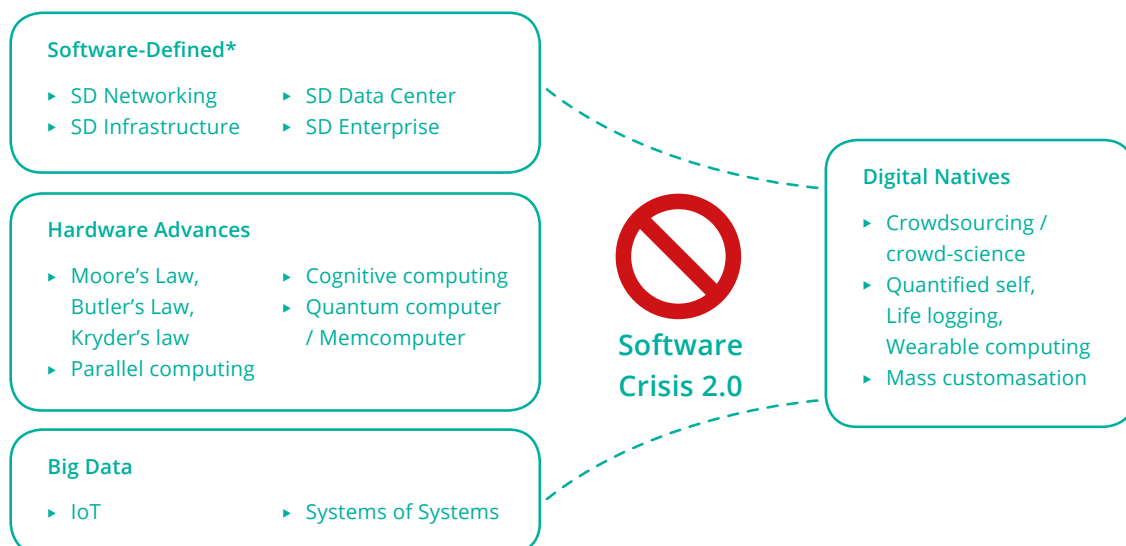 Software-Defined*
▸ SD Networking
▸ SD Infrastructure
▸ SD Data Center
▸ SD Enterprise
Hardware Advances
▸ Moore’s Law,
Butler’s Law,
Kryder’s law
▸ Parallel computing
▸ Cognitive computing
▸ Quantum computer
/ Memcomputer
Big Data
▸ IoT
▸ Systems of Systems
Software
Crisis 2.0
Digital Natives
▸ Crowdsourcing /
crowd-science
▸ Quantified self,
Life logging,
Wearable computing
▸ Mass customasation